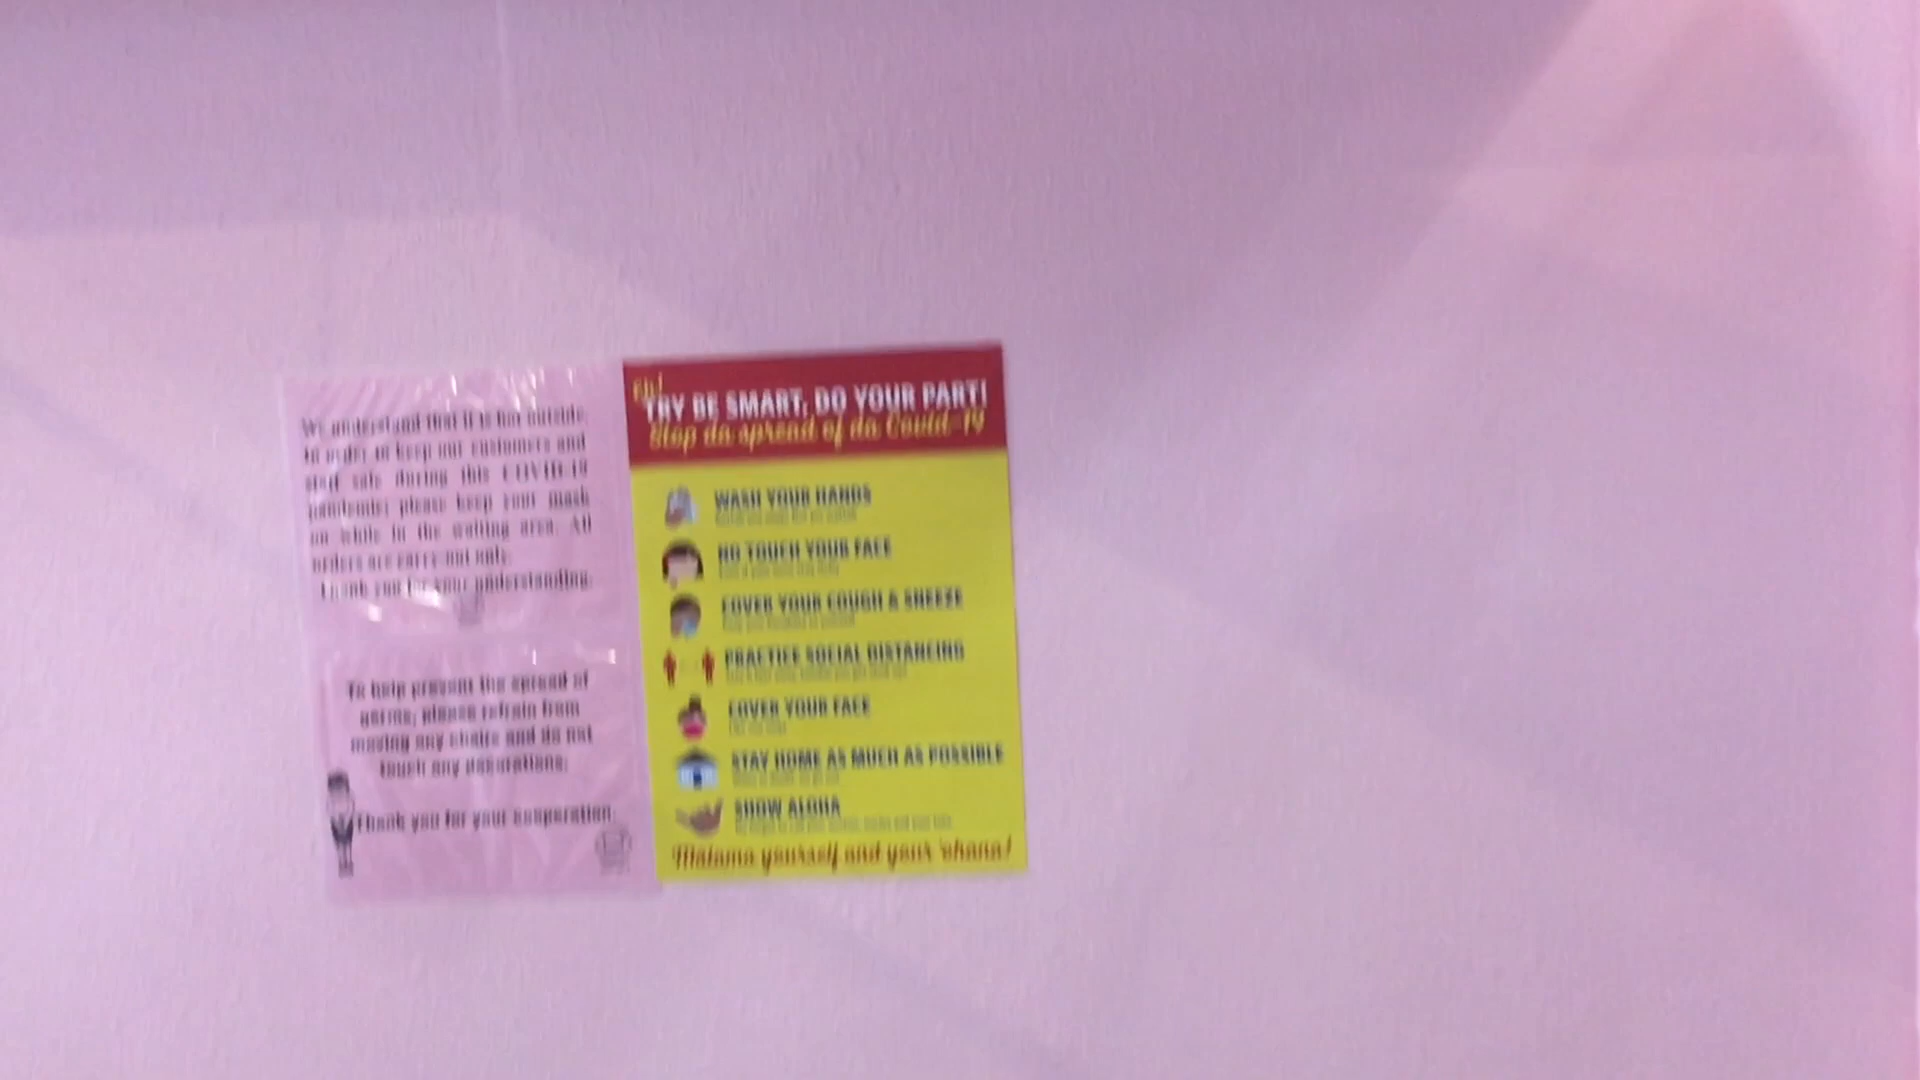 We understand that it is hot outside,
in order to keep our customers and
staff safe during this COVID-19
pandemic; please keep your mask
on while in the waiting area. All
orders are carry out only.
Thank you for your understanding.
To help prevent the spread of
germs, please refrain from
moving any chairs and do not
touch any decorations.
Thank you for your cooperation
Eh!
TRY BE SMART, DO YOUR PART!
Stop da spread of da Covid-19
WASH YOUR HANDS
NO TOUCH YOUR FACE
COVER YOUR COUGH & SNEEZE
PRACTICE SOCIAL DISTANCING
COVER YOUR FACE
STAY HOME AS MUCH AS POSSIBLE
SHOW ALOHA
Malama yourself and your 'ohana!